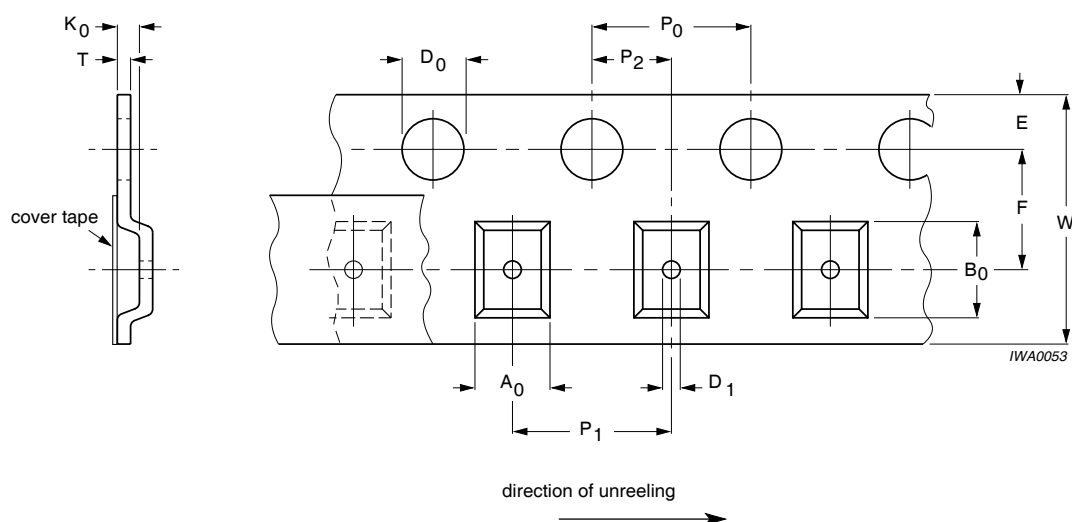 K0
P0
T
D0
P2
E
F
W
cover tape
B0
IWA0053
A0
D1
P1
direction of unreeling